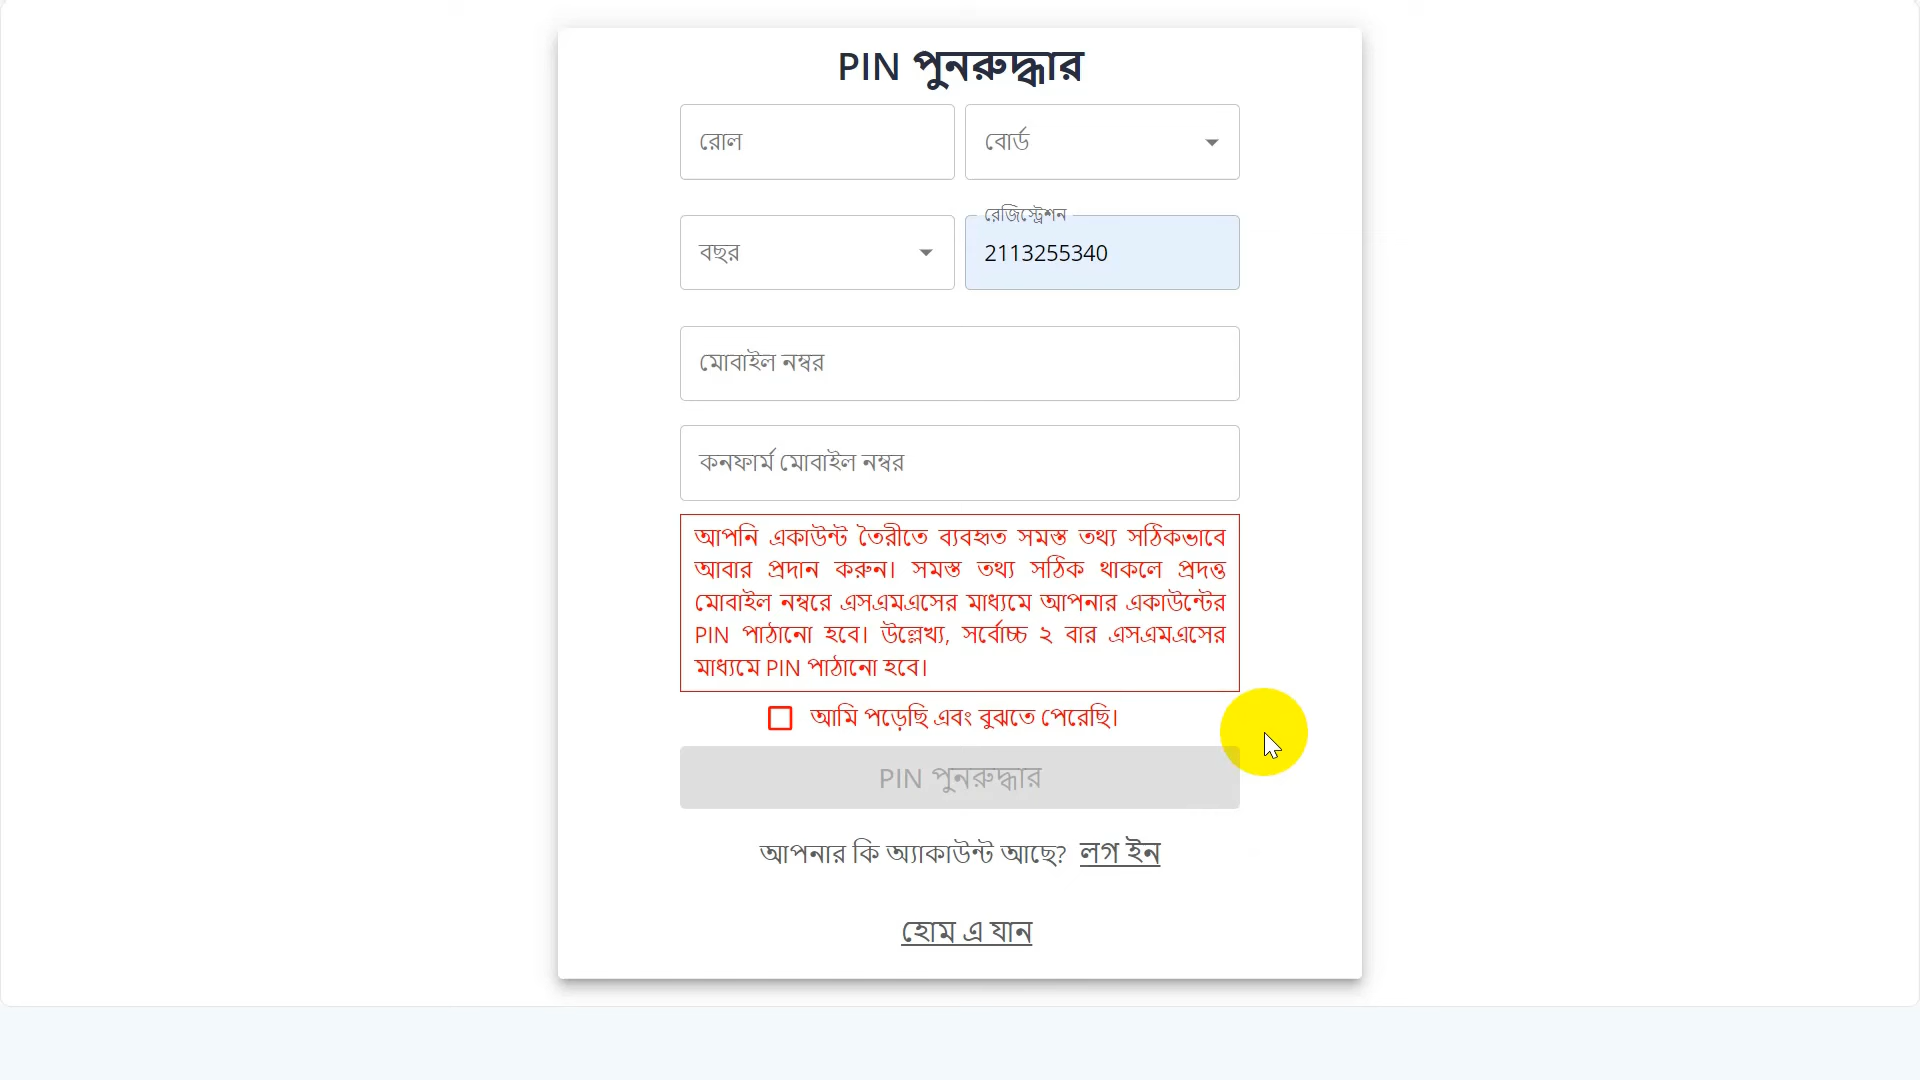 PIN পুনরুদ্ধার
রোল
বোর্ড
বছর
রেজিস্ট্রেশন
2113255340
মোবাইল নম্বর
কনফার্ম মোবাইল নম্বর
আপনি একাউন্ট তৈরীতে ব্যবহৃত সমস্ত তথ্য সঠিকভাবে
আবার প্রদান করুন। সমস্ত তথ্য সঠিক থাকলে প্রদত্ত
মোবাইল নম্বরে এসএমএসের মাধ্যমে আপনার একাউন্টের
PIN পাঠানো হবে। উল্লেখ্য, সর্বোচ্চ ২ বার এসএমএসের
মাধ্যমে PIN পাঠানো হবে।
আমি পড়েছি এবং বুঝতে পেরেছি।
PIN পুনরুদ্ধার
আপনার কি অ্যাকাউন্ট আছে? লগ ইন
হোম এ যান